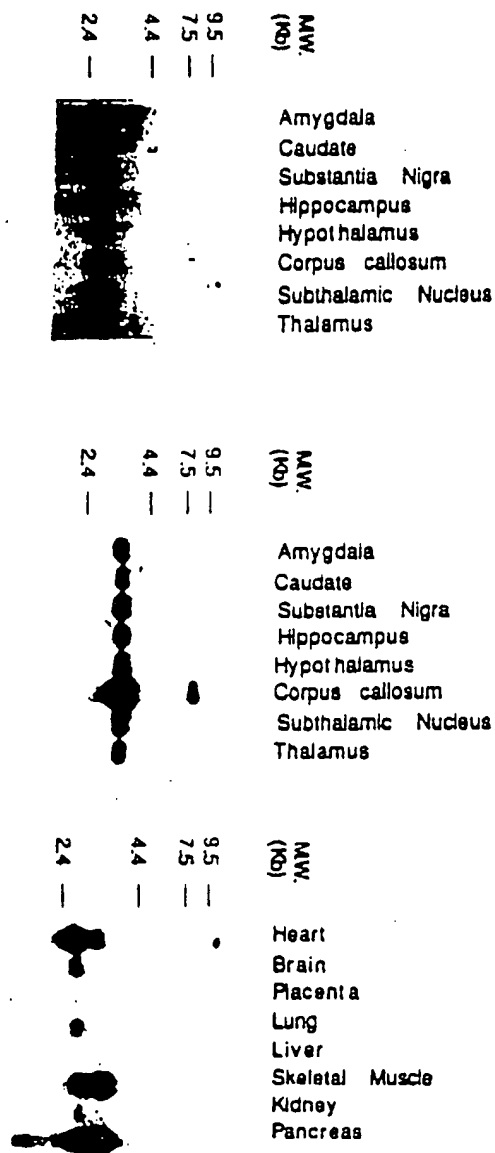 MW.
(Kb)
9.5 —
7.5 —
4.4 —
2.4 —
Amygdala
Caudate
Substantia Nigra
Hippocampus
Hypothalamus
Corpus callosum
Subthalamic Nucleus
Thalamus
MW.
(Kb)
9.5 —
7.5 —
4.4 —
2.4 —
Amygdala
Caudate
Substantia Nigra
Hippocampus
Hypothalamus
Corpus callosum
Subthalamic Nucleus
Thalamus
MW.
(Kb)
9.5 —
7.5 —
4.4 —
2.4 —
Heart
Brain
Placenta
Lung
Liver
Skeletal Muscle
Kidney
Pancreas